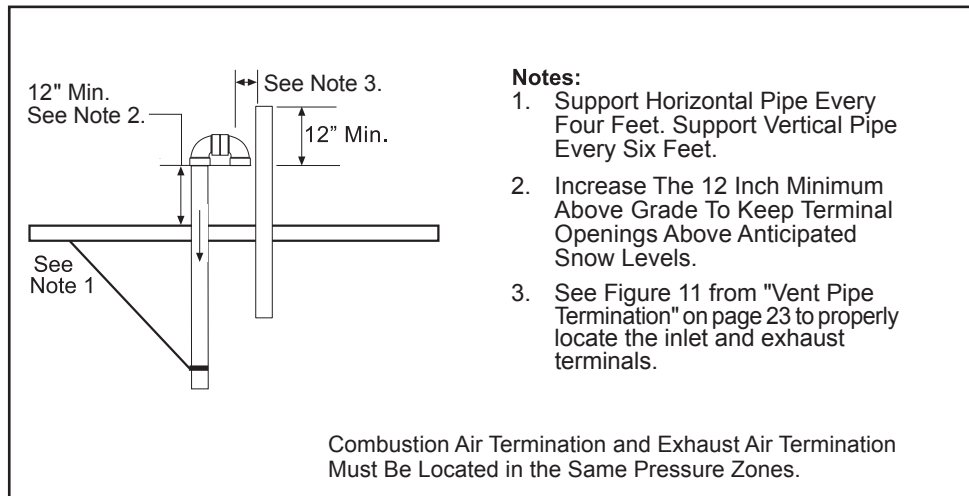 12" Min.
See Note 2.
See Note 3.
12” Min.
See
Note 1
Notes:
1. Support Horizontal Pipe Every
Four Feet. Support Vertical Pipe
Every Six Feet.
2. Increase The 12 Inch Minimum
Above Grade To Keep Terminal
Openings Above Anticipated
Snow Levels.
3. See Figure 11 from "Vent Pipe
Termination" on page 23 to properly
locate the inlet and exhaust
terminals.
Combustion Air Termination and Exhaust Air Termination
Must Be Located in the Same Pressure Zones.